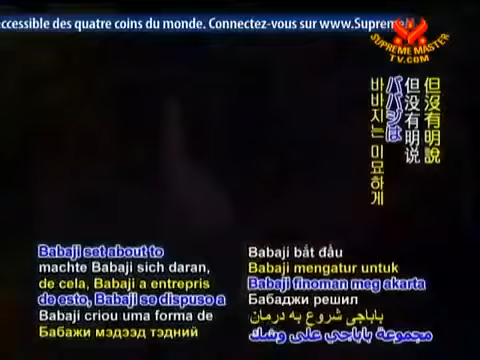 ccessible des quatre coins du monde. Connectez-vous sur www.Supreme
SUPREME MASTER
TV.COM
但沒有明說
但没有明说
ババジは
바바지는 미묘하게
Babaji set about to
machte Babaji sich daran,
de cela, Babaji a entrepris
de esto, Babaji se dispuso a
Babaji criou uma forma de
Бабажи мэдээд тэдний
Babaji bắt đầu
Babaji mengatur untuk
Babaji finoman meg akarta
Бабаджи решил
باباجی شروع به درمان
مجموعة باباجي على وشك